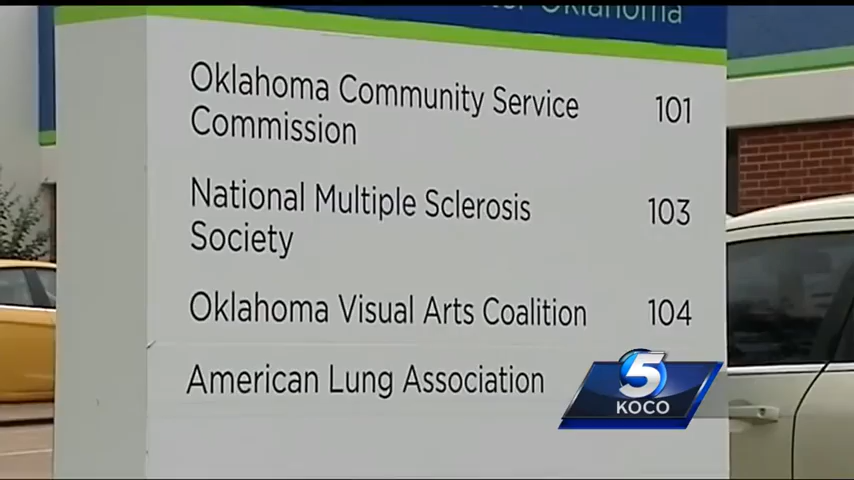 Oklahoma
Oklahoma Community Service 101
Commission
National Multiple Sclerosis 103
Society
Oklahoma Visual Arts Coalition 104
American Lung Association
5
KOCO